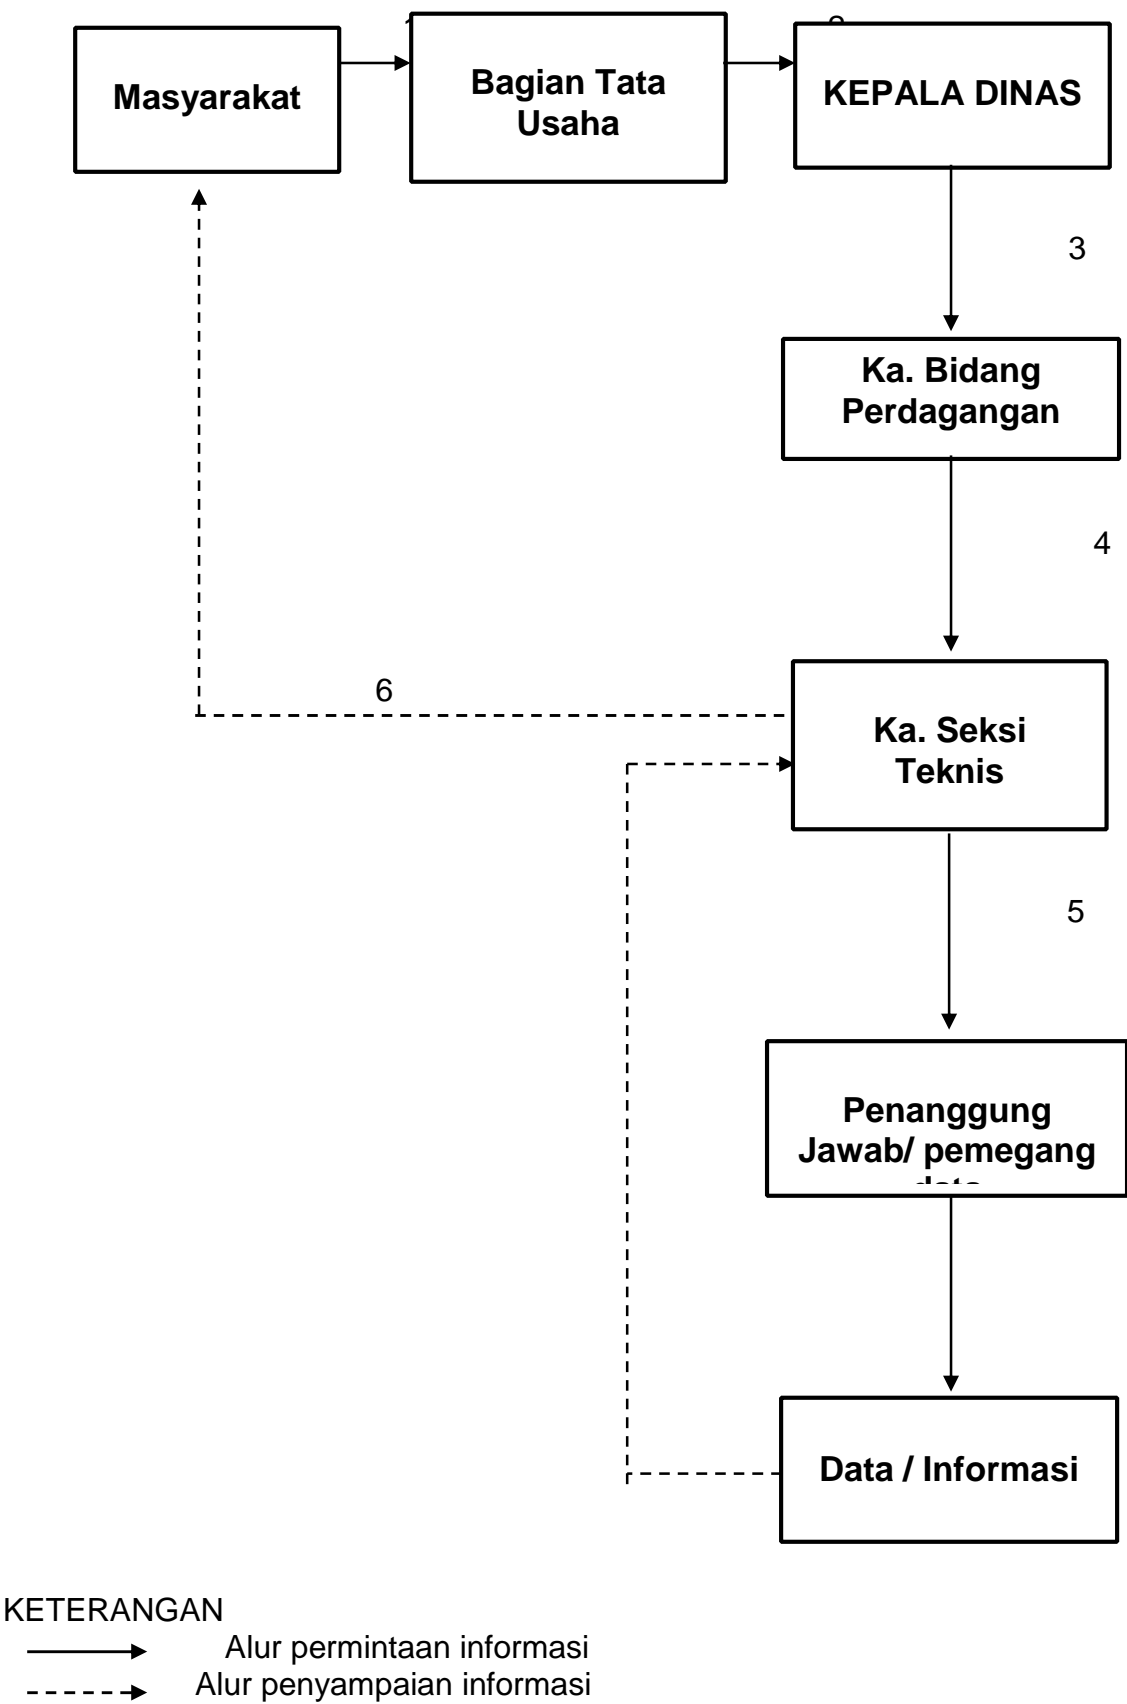 Masyarakat
Bagian Tata
Usaha
KEPALA DINAS
3
Ka. Bidang
Perdagangan
4
6
Ka. Seksi
Teknis
5
Penanggung
Jawab/ pemegang
Data / Informasi
KETERANGAN
Alur permintaan informasi
Alur penyampaian informasi